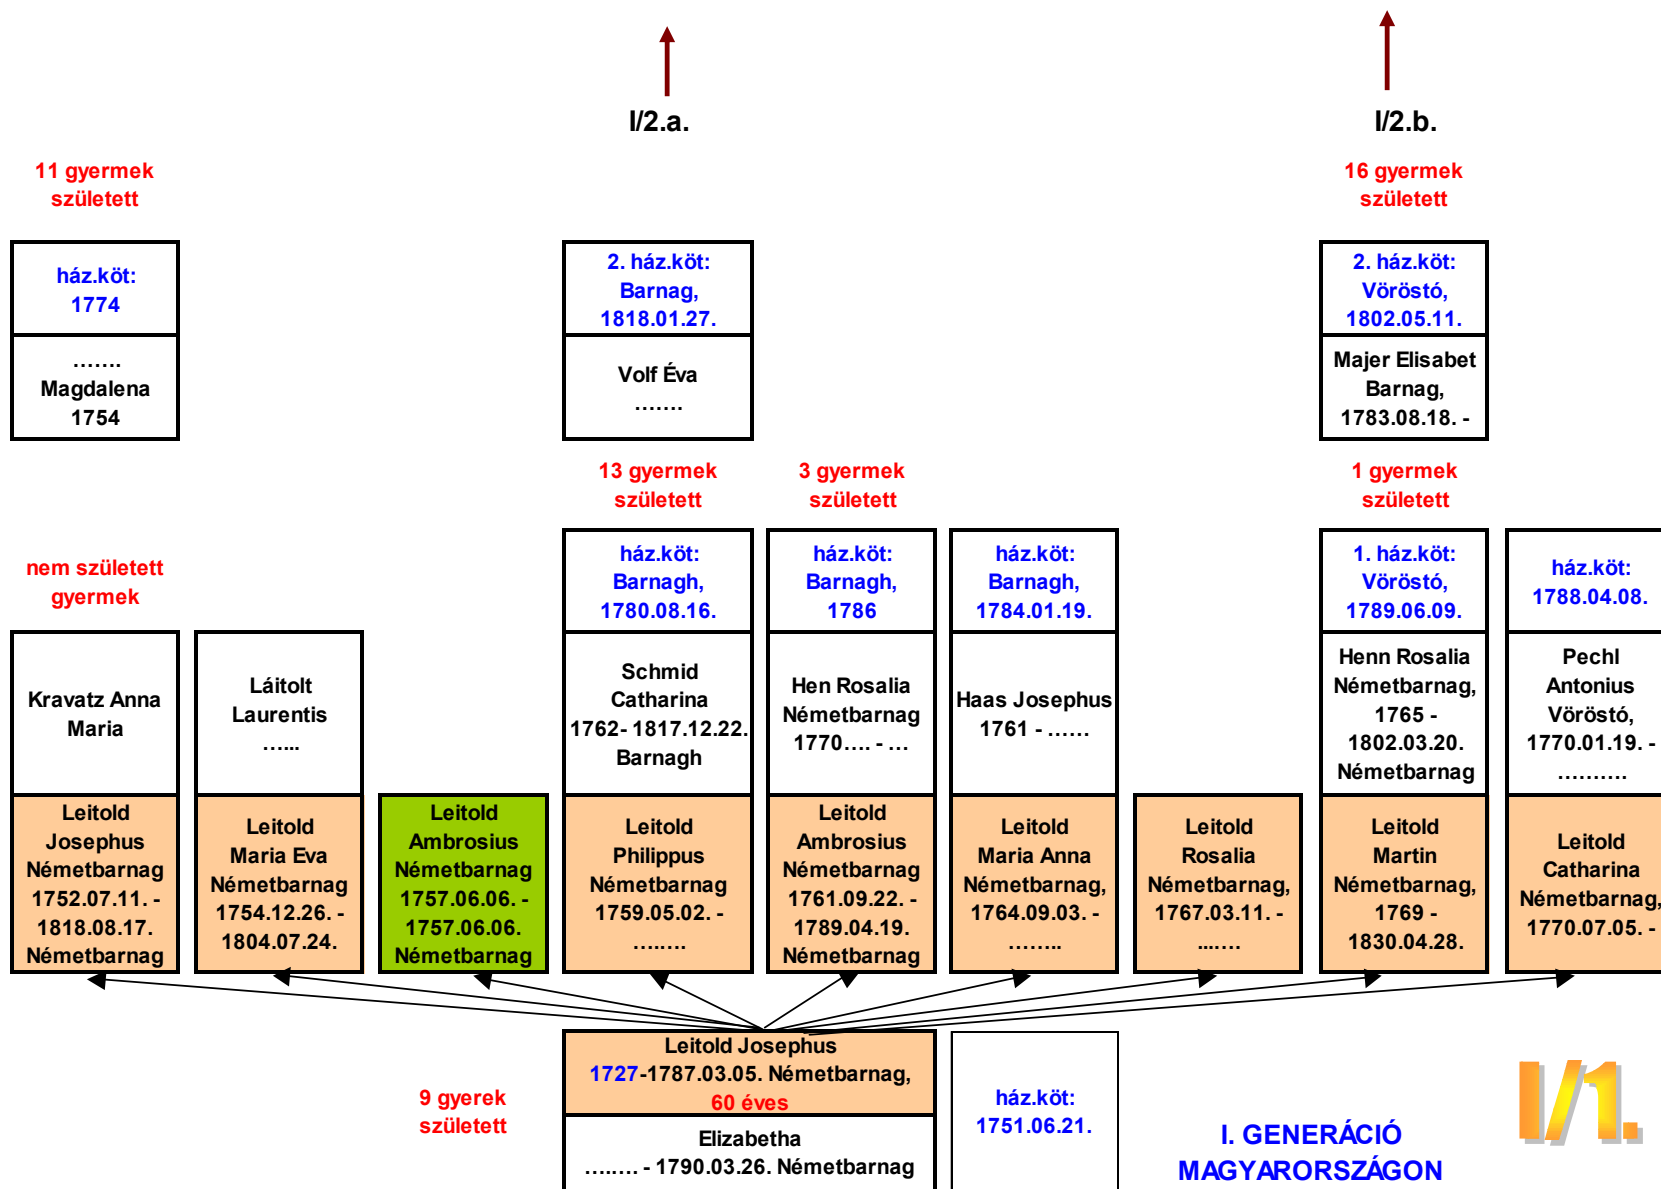 I/2.a.
I/2.b.
11 gyermek
született
16 gyermek
született
ház.köt:
1774
2. ház.köt:
Barnag,
1818.01.27.
2. ház.köt:
Vöröstó,
1802.05.11.
.......
Magdalena
1754
Volf Éva
.......
Majer Elisabet
Barnag,
1783.08.18. -
13 gyermek
született
3 gyermek
született
1 gyermek
született
nem született
gyermek
ház.köt:
Barnagh,
1780.08.16.
ház.köt:
Barnagh,
1786
ház.köt:
Barnagh,
1784.01.19.
1. ház.köt:
Vöröstó,
1789.06.09.
ház.köt:
1788.04.08.
Kravatz Anna
Maria
Láitolt
Laurentis
......
Schmid
Catharina
1762- 1817.12.22.
Barnagh
Hen Rosalia
Németbarnag
1770.... - ...
Haas Josephus
1761 - ......
Henn Rosalia
Németbarnag,
1765 -
1802.03.20.
Németbarnag
Pechl
Antonius
Vöröstó,
1770.01.19. -
..........
Leitold
Josephus
Németbarnag
1752.07.11. -
1818.08.17.
Németbarnag
Leitold
Maria Eva
Németbarnag
1754.12.26. -
1804.07.24.
Leitold
Ambrosius
Németbarnag
1757.06.06. -
1757.06.06.
Németbarnag
Leitold
Philippus
Németbarnag
1759.05.02. -
........
Leitold
Ambrosius
Németbarnag
1761.09.22. -
1789.04.19.
Németbarnag
Leitold
Maria Anna
Németbarnag,
1764.09.03. -
........
Leitold
Rosalia
Németbarnag,
1767.03.11. -
........
Leitold
Martin
Németbarnag,
1769 -
1830.04.28.
Leitold
Catharina
Németbarnag,
1770.07.05. -
9 gyerek
született
Leitold Josephus
1727-1787.03.05. Németbarnag,
60 éves
Elizabetha
......... - 1790.03.26. Németbarnag
ház.köt:
1751.06.21.
I. GENERÁCIÓ
MAGYARORSZÁGON
I/1.